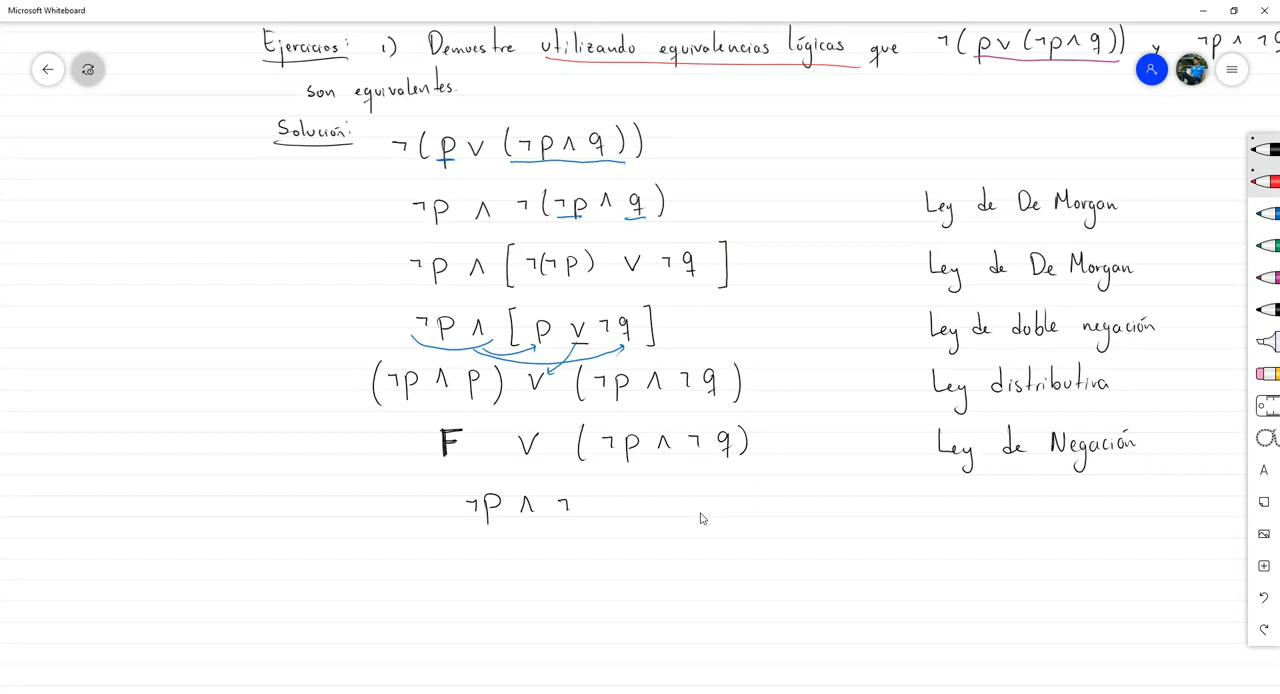 Microsoft Whiteboard
Ejercicios: 1) Demuestre utilizando equivalencias lógicas que ¬(p ∨ (¬p ∧ q)) y ¬p ∧ ¬q
son equivalentes.
Solución:
¬(p ∨ (¬p ∧ q))
¬p ∧ ¬(¬p ∧ q) Ley de De Morgan
¬p ∧ [¬(¬p) ∨ ¬q] Ley de De Morgan
¬p ∧ [p ∨ ¬q] Ley de doble negación
(¬p ∧ p) ∨ (¬p ∧ ¬q) Ley distributiva
F ∨ (¬p ∧ ¬q) Ley de Negación
¬p ∧ ¬
A